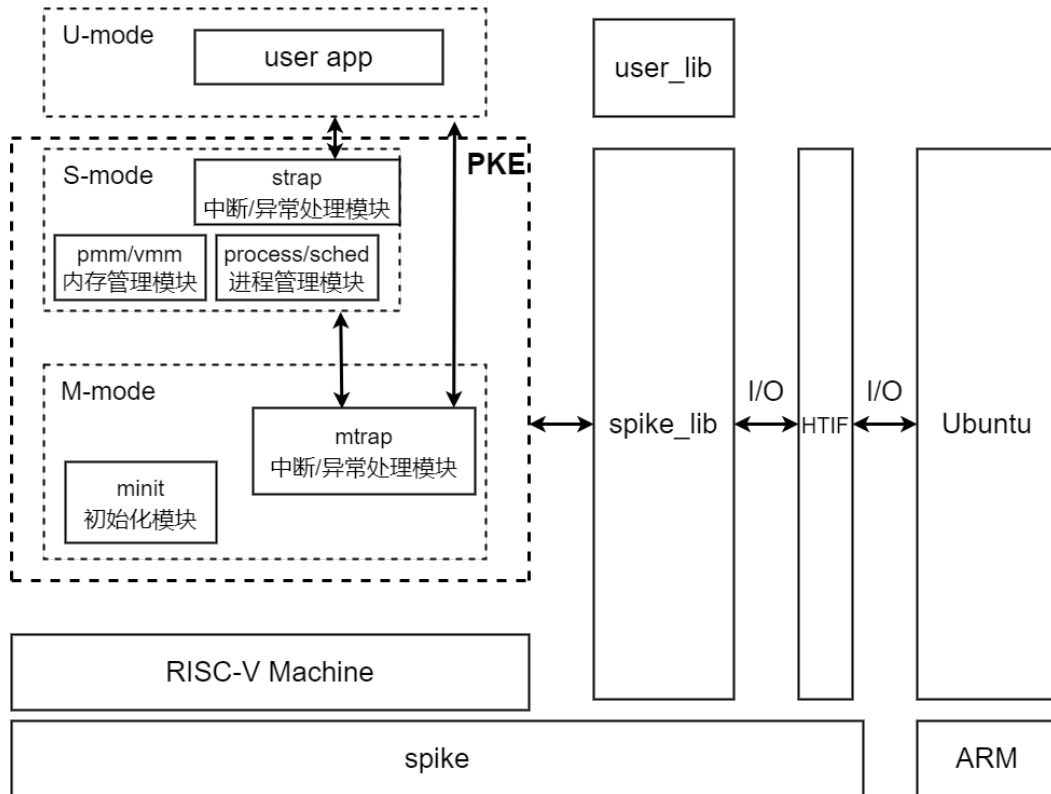 U-mode
user app
user_lib
PKE
S-mode
strap
中断/异常处理模块
pmm/vmm
内存管理模块
process/sched
进程管理模块
M-mode
mtrap
中断/异常处理模块
minit
初始化模块
spike_lib
I/O
HTIF
I/O
Ubuntu
RISC-V Machine
spike
ARM